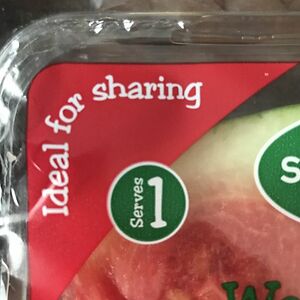 Ideal for sharing
Serves 1
S
W